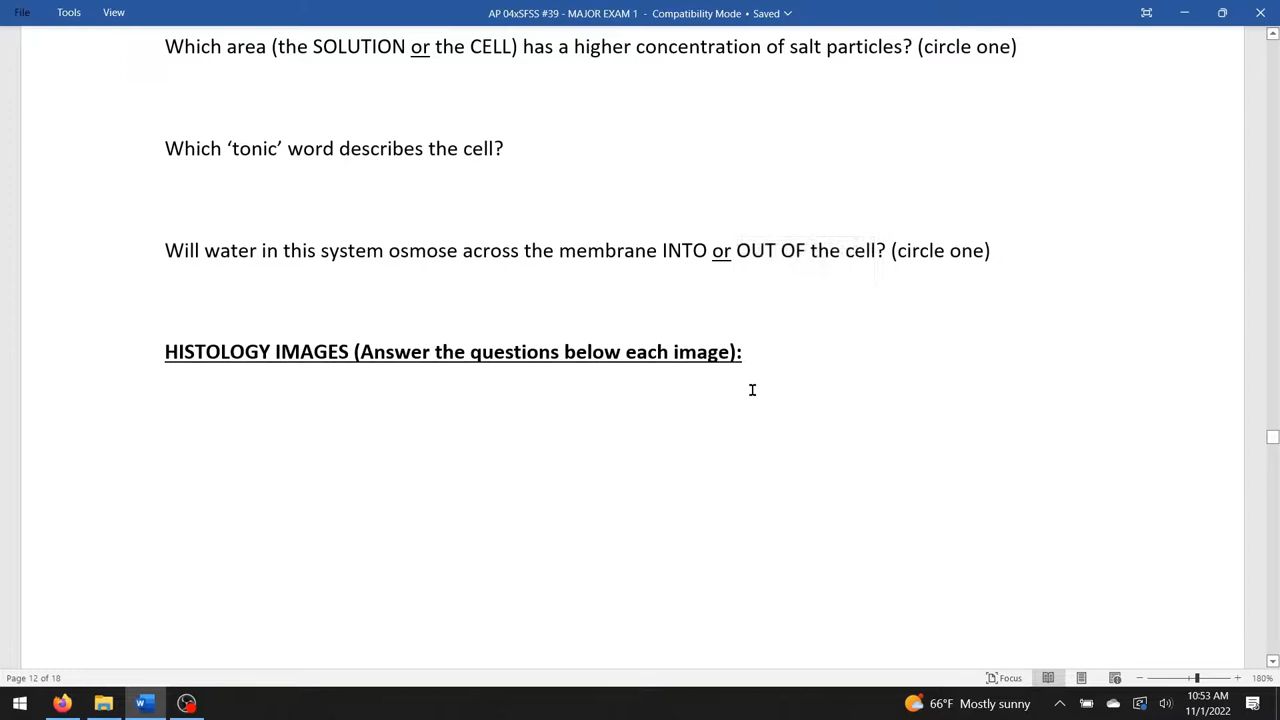 File Tools View AP 04xSFSS #39 - MAJOR EXAM 1 - Compatibility Mode • Saved
Which area (the SOLUTION or the CELL) has a higher concentration of salt particles? (circle one)
Which ‘tonic’ word describes the cell?
Will water in this system osmose across the membrane INTO or OUT OF the cell? (circle one)
HISTOLOGY IMAGES (Answer the questions below each image):
Page 12 of 18 Focus 180%
66°F Mostly sunny 10:53 AM
11/1/2022